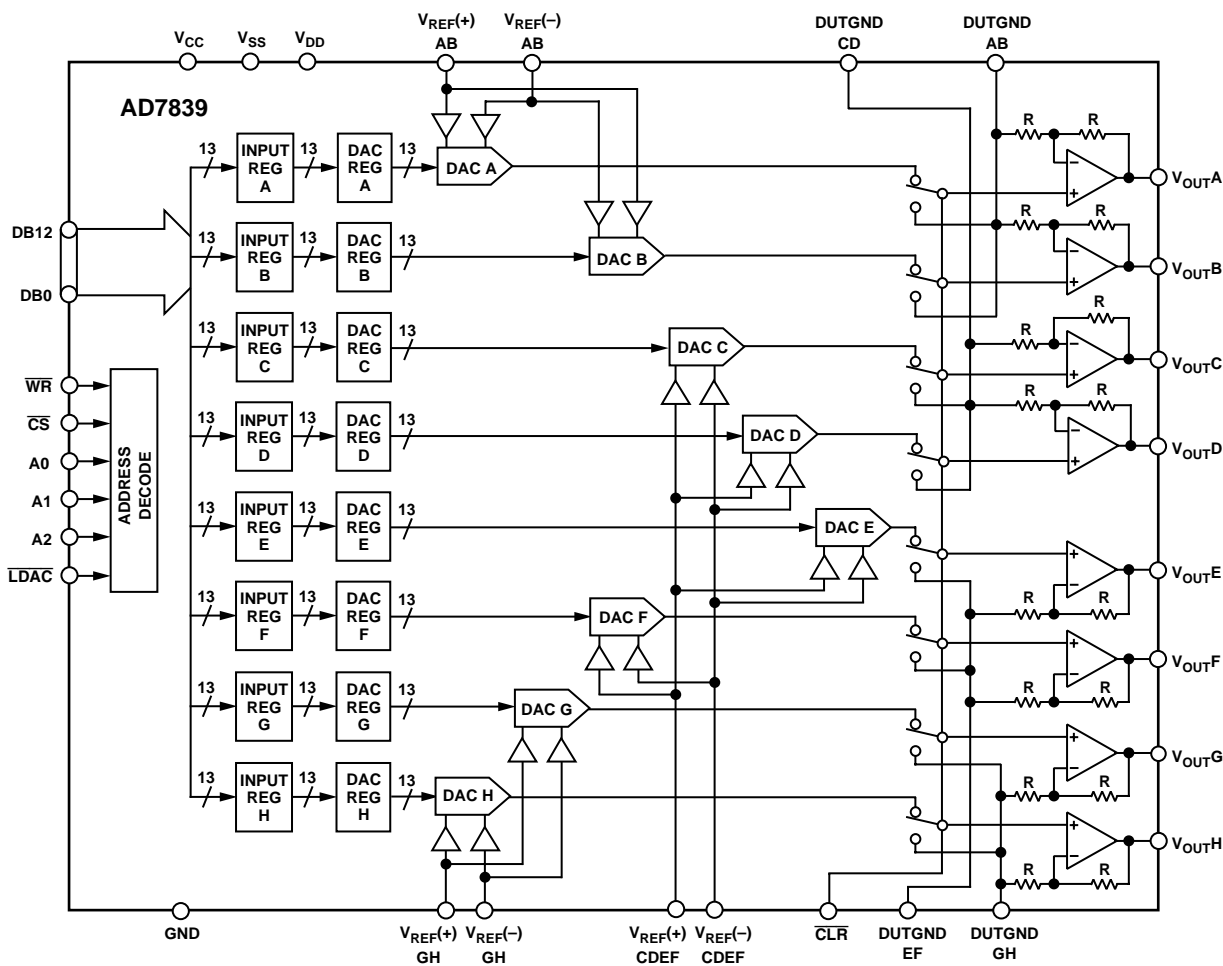 VCC
VSS
VDD
VREF(+)
AB
VREF(–)
AB
DUTGND
CD
DUTGND
AB
AD7839
13
INPUT
REG
A
13
DAC
REG
A
13
DAC A
R
R
–
+
VOUTA
DB12
DB0
13
INPUT
REG
B
13
DAC
REG
B
13
DAC B
R
R
–
+
VOUTB
13
INPUT
REG
C
13
DAC
REG
C
13
DAC C
R
R
–
+
VOUTC
WR
CS
A0
A1
A2
LDAC
ADDRESS
DECODE
13
INPUT
REG
D
13
DAC
REG
D
13
DAC D
R
R
–
+
VOUTD
13
INPUT
REG
E
13
DAC
REG
E
13
DAC E
+
–
R
R
VOUTE
13
INPUT
REG
F
13
DAC
REG
F
13
DAC F
+
–
R
R
VOUTF
13
INPUT
REG
G
13
DAC
REG
G
13
DAC G
+
–
R
R
VOUTG
13
INPUT
REG
H
13
DAC
REG
H
13
DAC H
+
–
R
R
VOUTH
GND
VREF(+)
GH
VREF(–)
GH
VREF(+)
CDEF
VREF(–)
CDEF
CLR
DUTGND
EF
DUTGND
GH